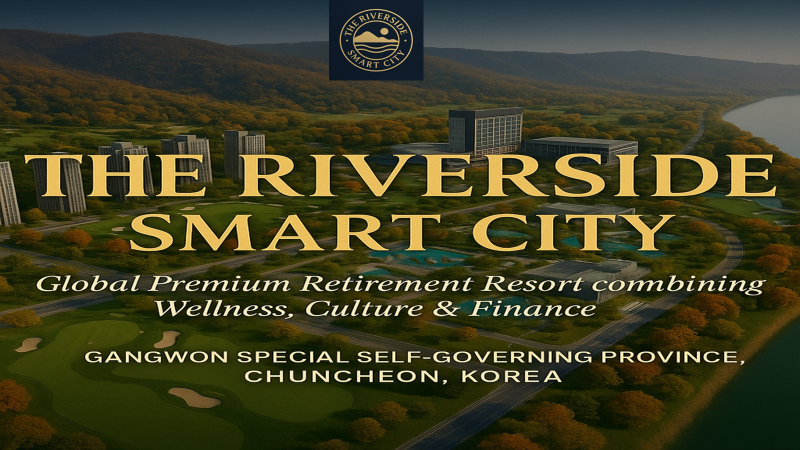 THE RIVERSIDE
SMART CITY
THE RIVERSIDE
SMART CITY
Global Premium Retirement Resort combining
Wellness, Culture & Finance
GANGWON SPECIAL SELF-GOVERNING PROVINCE,
CHUNCHEON, KOREA